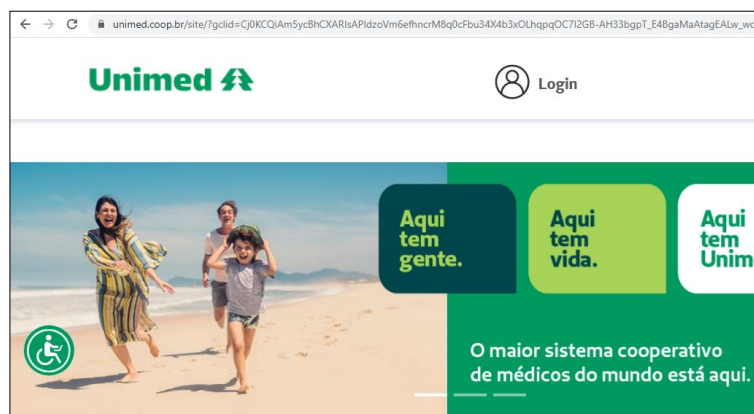 unimed.coop.br/site/?gclid=Cj0KCQiAm5ycBhCXARIsAPldzoVm6efhncrM8q0cFbu34X4b3xOLhqpqOC7I2GB-AH33bgpT_E4BgaMaAtagEALw_wc
Unimed
Login
Aqui
tem
gente.
Aqui
tem
vida.
Aqui
tem
Unim
O maior sistema cooperativo
de médicos do mundo está aqui.